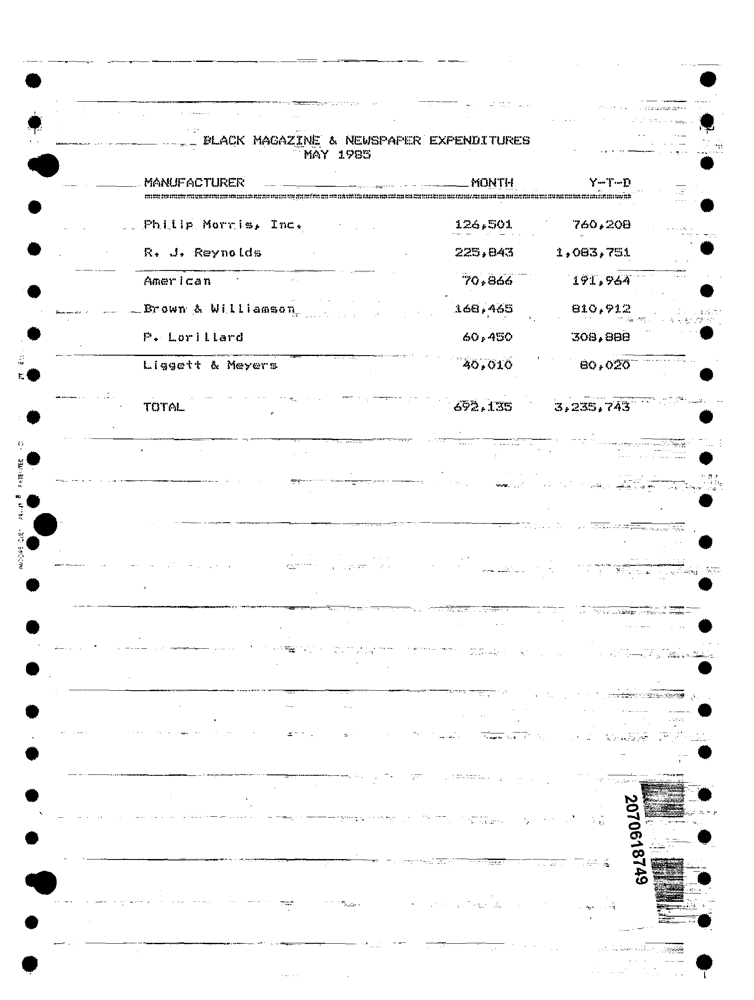 BLACK MAGAZINE & NEWSPAPER EXPENDITURES
MAY 1985
MANUFACTURER MONTH Y-T-D
Philip Morris, Inc. 126,501 760,208
R. J. Reynolds 225,843 1,083,751
American 70,866 191,964
Brown & Williamson 168,465 810,912
P. Lorillard 60,450 308,888
Liggett & Meyers 40,010 80,020
TOTAL 692,135 3,235,743
2070618749